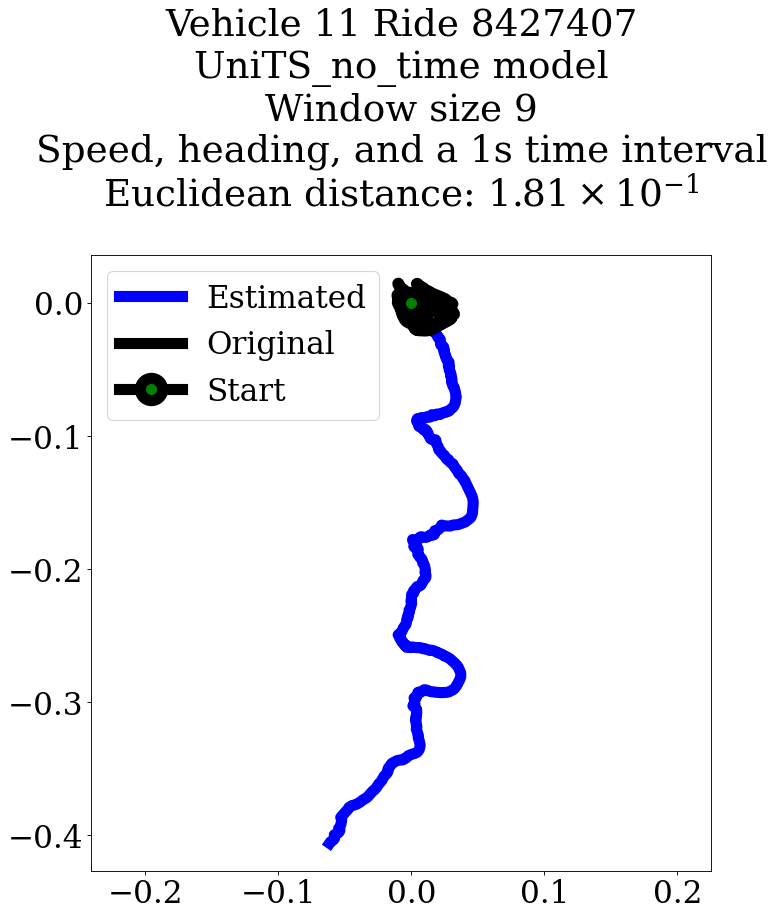 Vehicle 11 Ride 8427407
UniTS_no_time model
Window size 9
Speed, heading, and a 1s time interval
Euclidean distance: 1.81 × 10⁻¹
Estimated
Original
Start
0.0
−0.1
−0.2
−0.3
−0.4
−0.2 −0.1 0.0 0.1 0.2